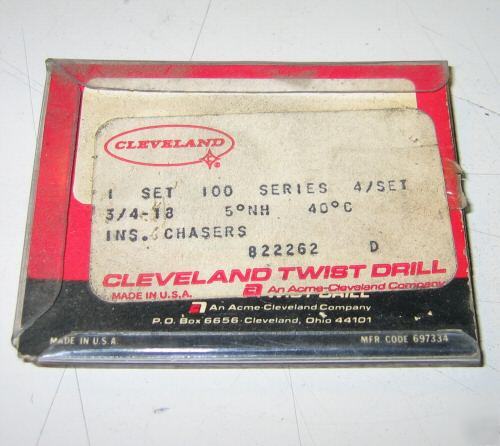 CLEVELAND
1 SET 100 SERIES 4/SET
3/4-18 5°NH 40°C
INS. CHASERS
822262 D
CLEVELAND TWIST DRILL
MADE IN U.S.A. An Acme-Cleveland Company
TWIST DRILL
An Acme-Cleveland Company
P.O. Box 6656 · Cleveland, Ohio 44101
MADE IN U.S.A. MFR. CODE 697334